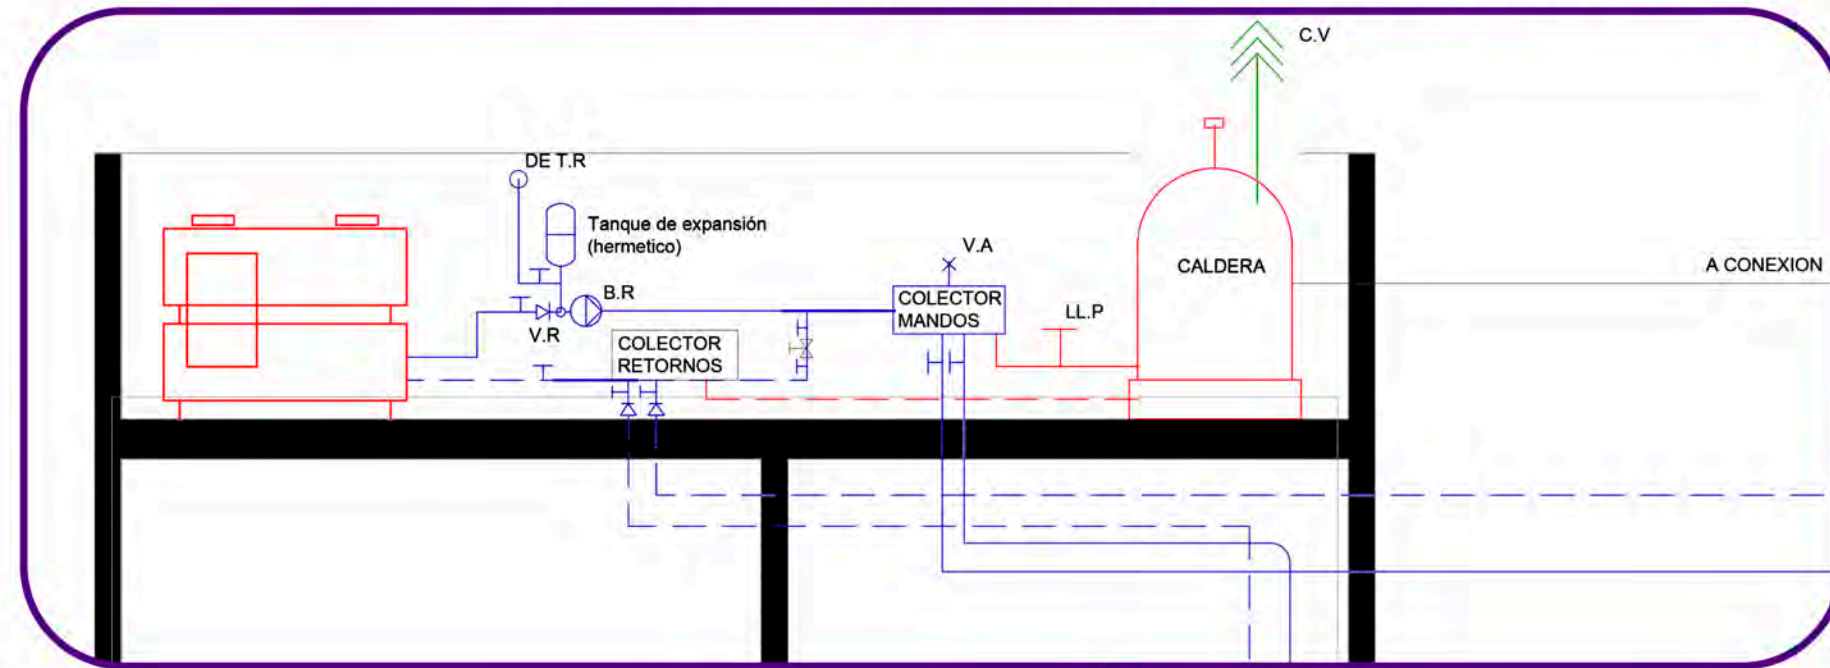 C.V
DE T.R
Tanque de expansión
(hermetico)
V.A
CALDERA
A CONEXION
B.R
COLECTOR
MANDOS
LL.P
V.R
COLECTOR
RETORNOS